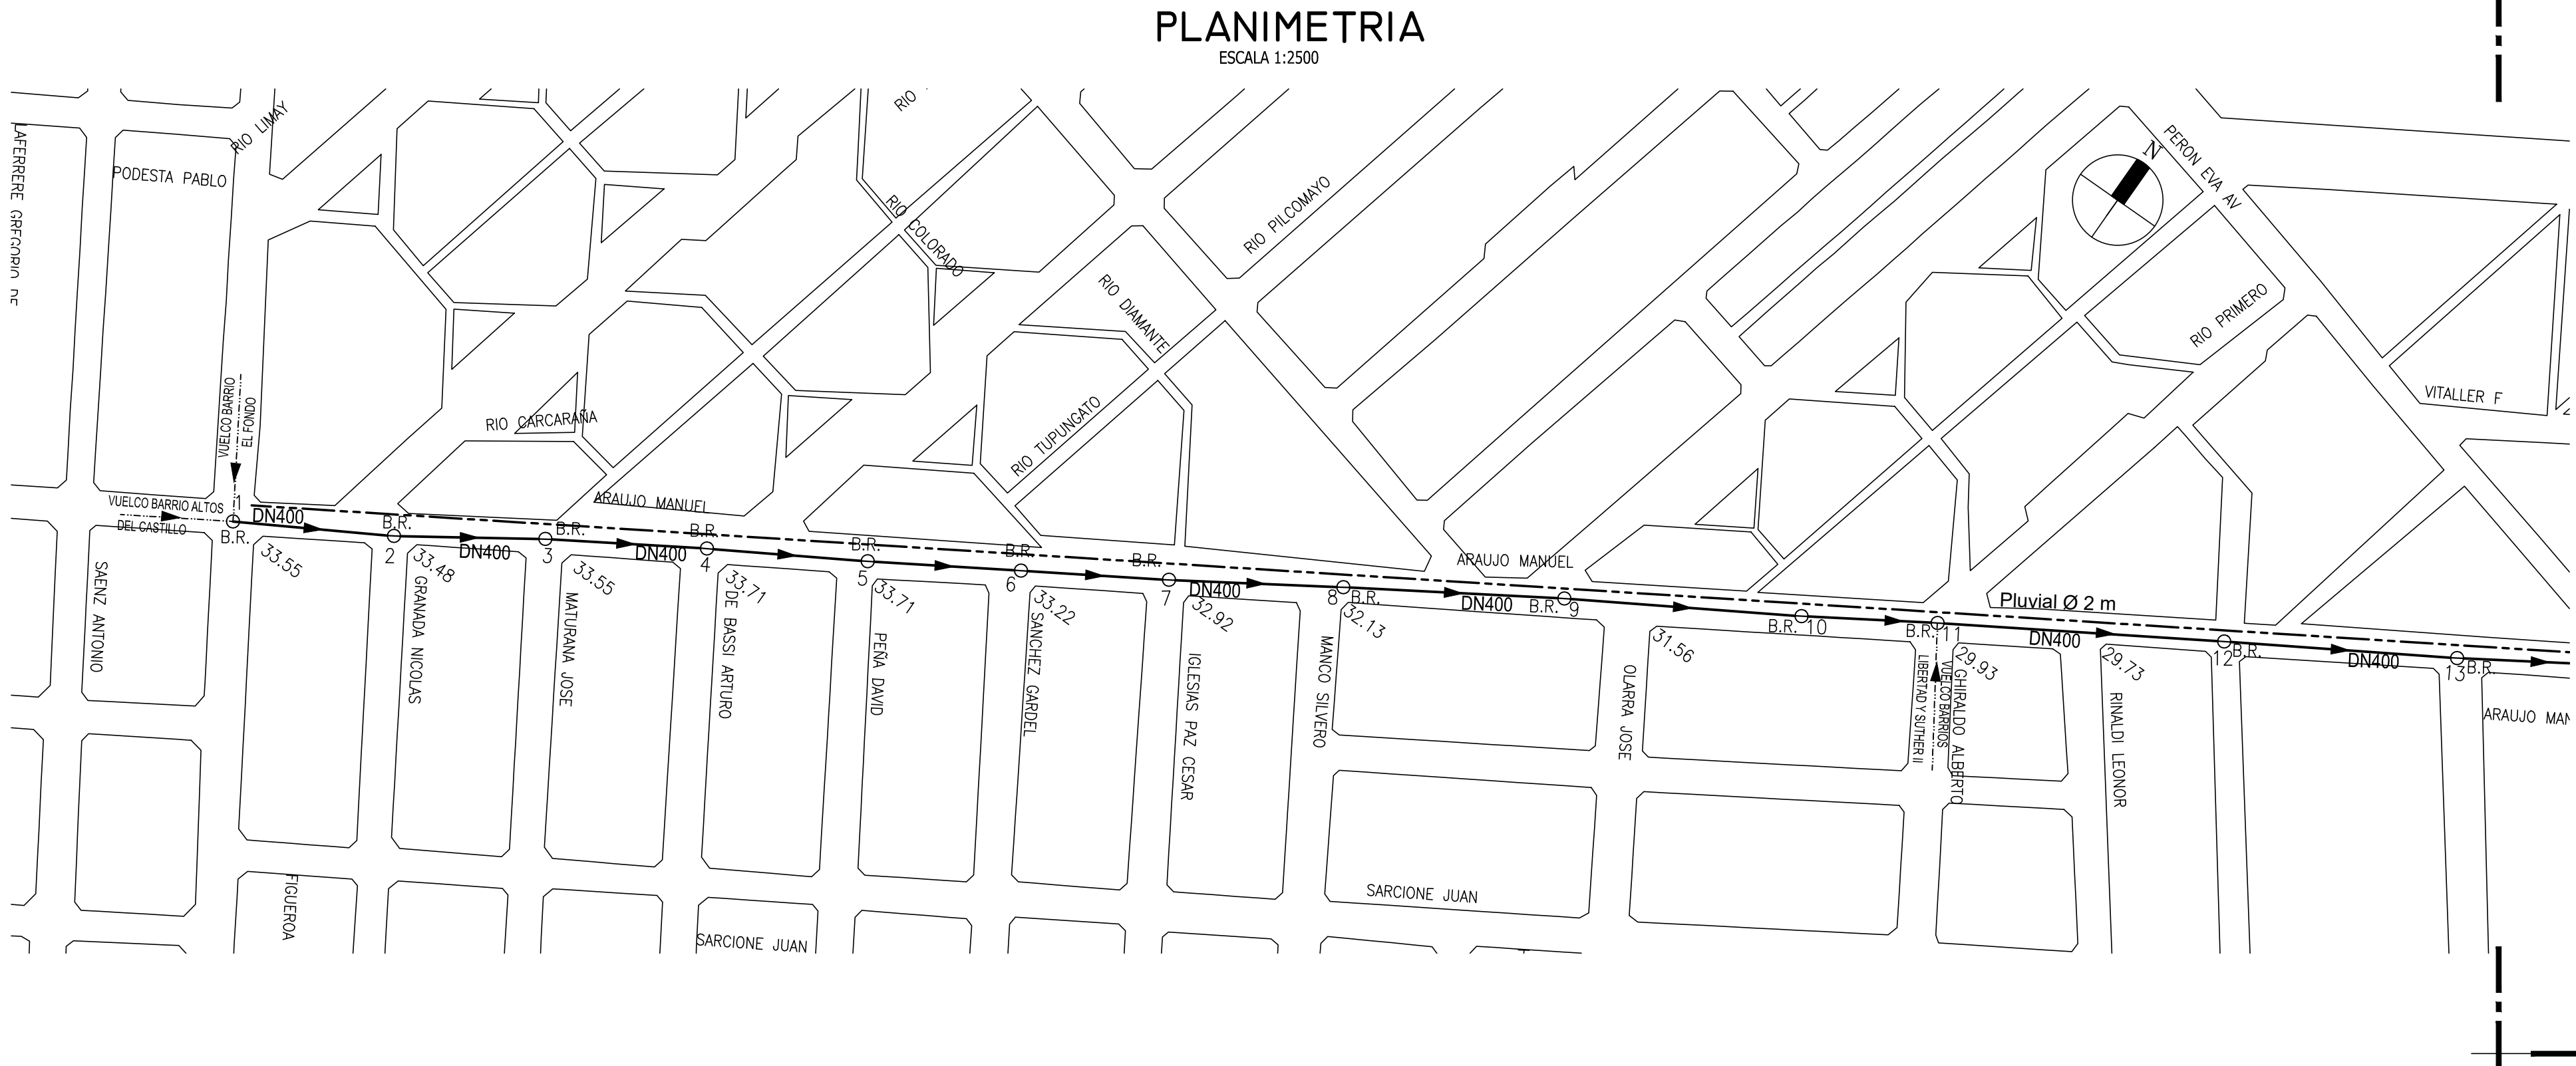 PLANIMETRIA
ESCALA 1:2500
N
PERON EVA AV
RIO LIMAY
RIO
LAFERRERE GREGORIO DE
PODESTA PABLO
RIO COLORADO
RIO PILCOMAYO
RIO DIAMANTE
RIO PRIMERO
VITALLER F
VUELCO BARRIO
EL FONDO
RIO CARCARAÑA
RIO TUPUNGATO
VUELCO BARRIO ALTOS
DEL CASTILLO
ARAUJO MANUEL
ARAUJO MANUEL
Pluvial Ø 2 m
1
B.R.
DN400
33.55
B.R.
2
33.48
DN400
B.R.
3
33.55
DN400
B.R.
4
33.71
B.R.
5
33.71
B.R.
6
33.22
B.R.
7
32.92
DN400
8
B.R.
32.13
DN400
B.R.
9
31.56
B.R.
10
B.R.
11
29.93
DN400
29.73
12
B.R.
DN400
13
B.R.
ARAUJO MAN
SAENZ ANTONIO
GRANADA NICOLAS
MATURANA JOSE
DE BASSI ARTURO
PEÑA DAVID
SANCHEZ GARDEL
IGLESIAS PAZ CESAR
MANCO SILVERO
OLARRA JOSE
LIBERTAD Y SUTHER II
VUELCO BARRIOS
GHIRALDO ALBERTO
RINALDI LEONOR
FIGUEROA
SARCIONE JUAN
SARCIONE JUAN